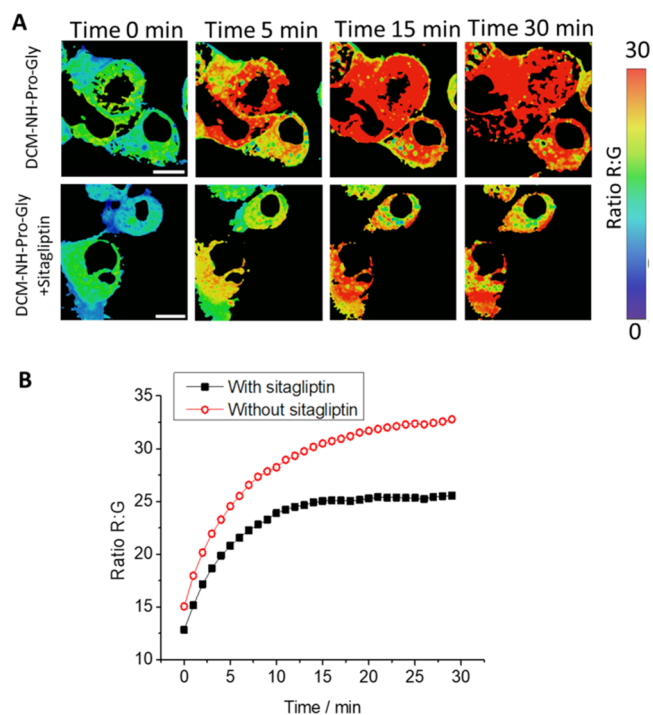 A
Time 0 min Time 5 min Time 15 min Time 30 min
DCM-NH-Pro-Gly
DCM-NH-Pro-Gly
+Sitagliptin
30
Ratio R:G
0
B
With sitagliptin
Without sitagliptin
35
30
25
20
15
10
Ratio R:G
0 5 10 15 20 25 30
Time / min